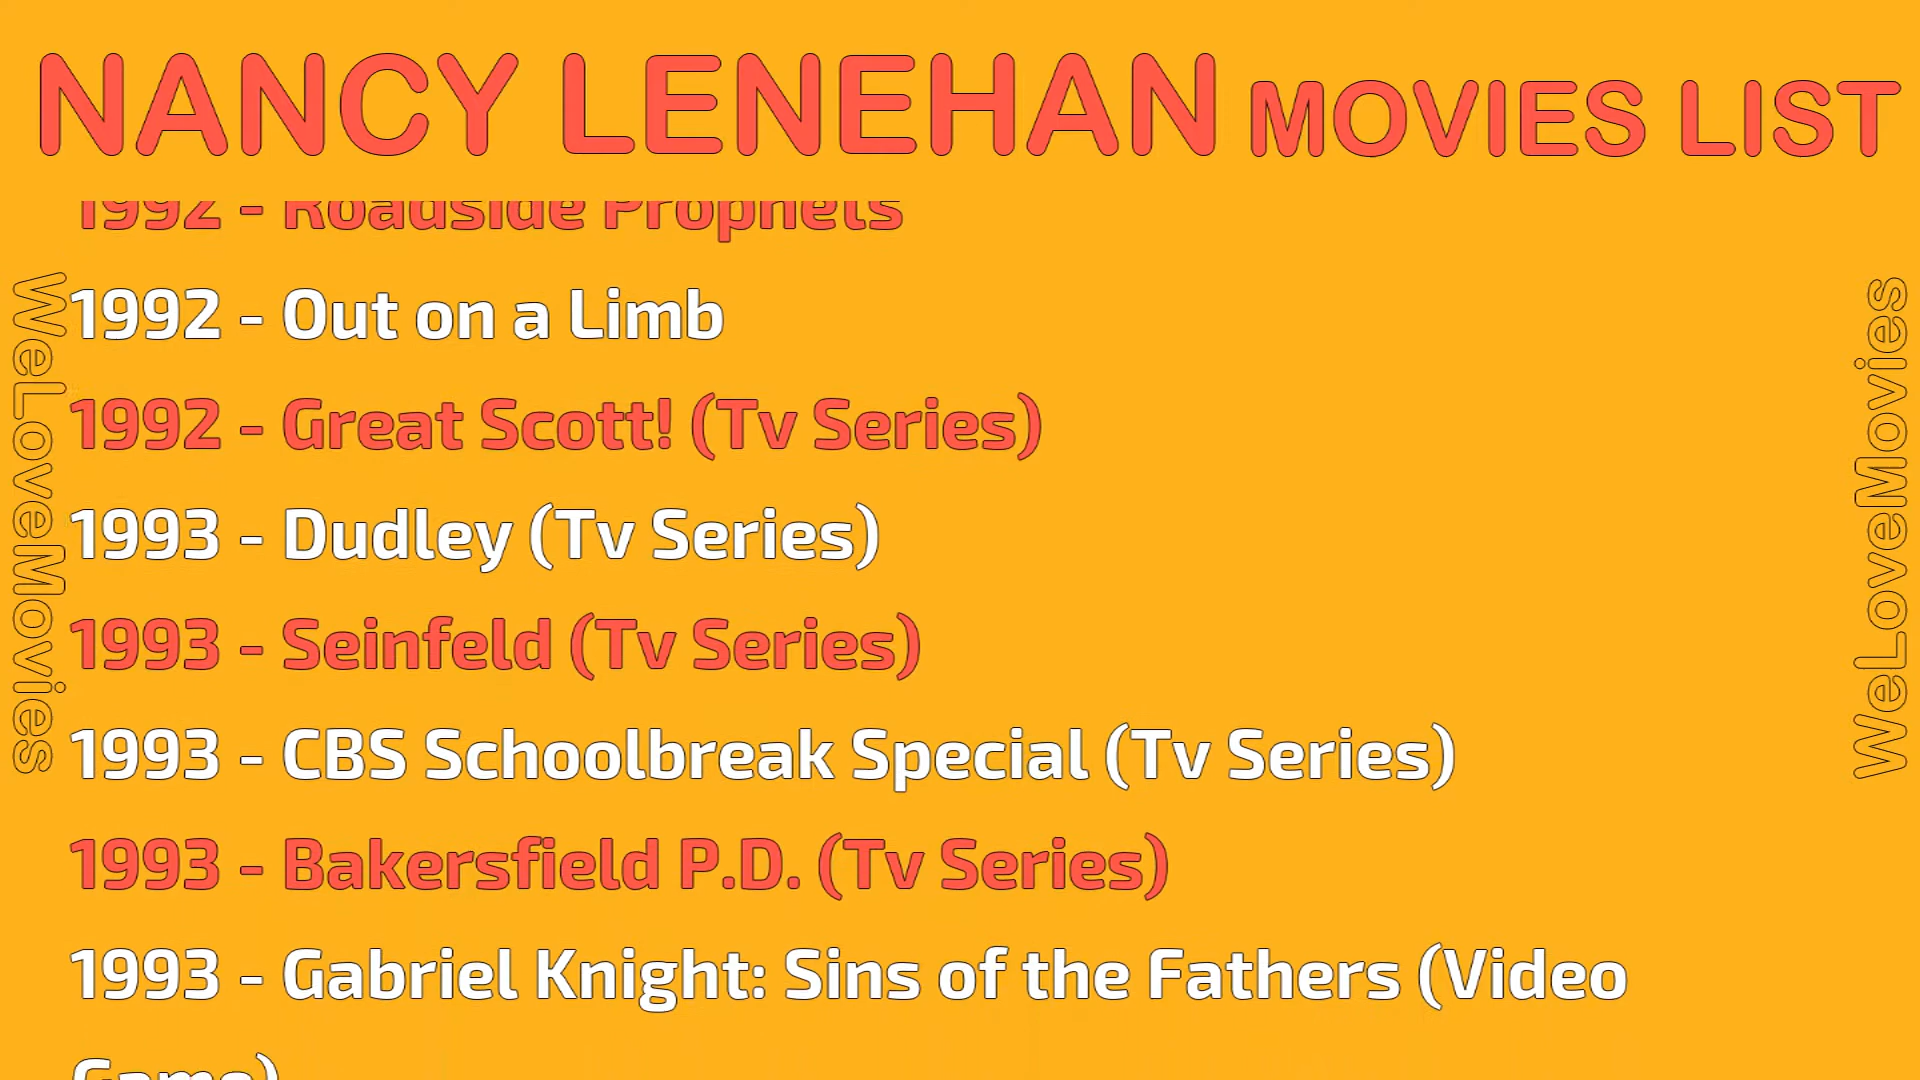 NANCY LENEHAN MOVIES LIST
1992 - Roadside Prophets
1992 - Out on a Limb
1992 - Great Scott! (Tv Series)
1993 - Dudley (Tv Series)
1993 - Seinfeld (Tv Series)
1993 - CBS Schoolbreak Special (Tv Series)
1993 - Bakersfield P.D. (Tv Series)
1993 - Gabriel Knight: Sins of the Fathers (Video
Game)
WeLoveMovies
WeLoveMovies